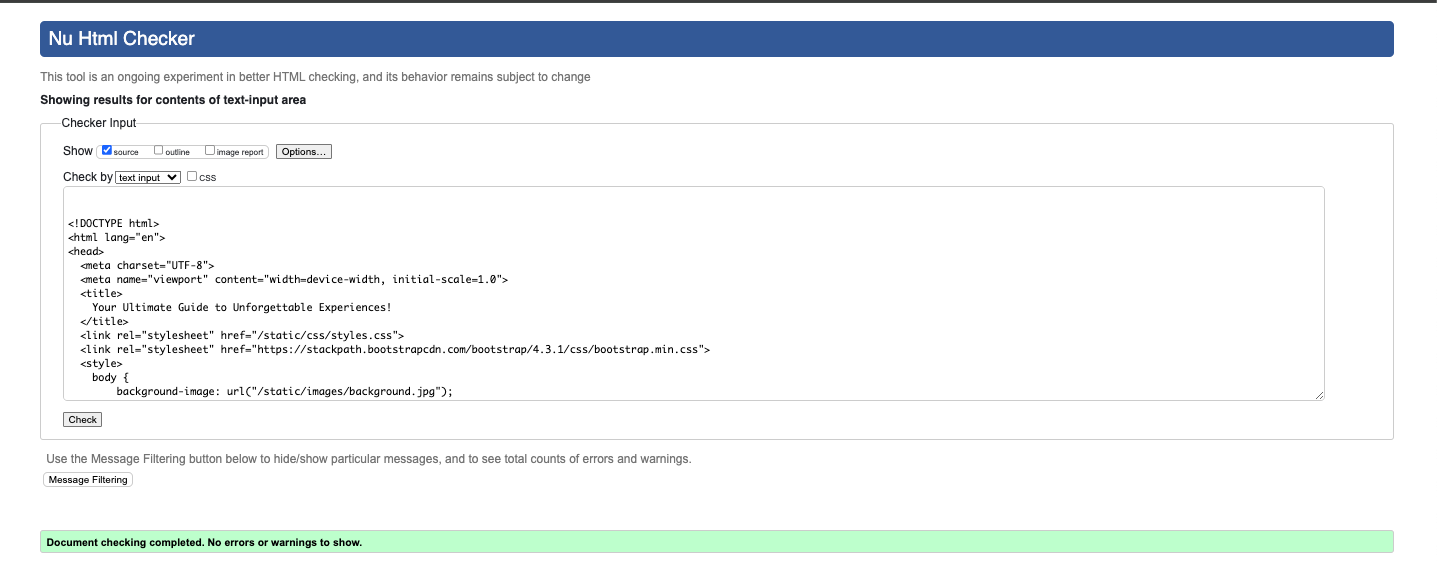 Nu Html Checker
This tool is an ongoing experiment in better HTML checking, and its behavior remains subject to change
Showing results for contents of text-input area
Checker Input
Show source outline image report Options...
Check by text input css
<!DOCTYPE html>
<html lang="en">
<head>
  <meta charset="UTF-8">
  <meta name="viewport" content="width=device-width, initial-scale=1.0">
  <title>
    Your Ultimate Guide to Unforgettable Experiences!
  </title>
  <link rel="stylesheet" href="/static/css/styles.css">
  <link rel="stylesheet" href="https://stackpath.bootstrapcdn.com/bootstrap/4.3.1/css/bootstrap.min.css">
  <style>
    body {
        background-image: url("/static/images/background.jpg");
Check
Use the Message Filtering button below to hide/show particular messages, and to see total counts of errors and warnings.
Message Filtering
Document checking completed. No errors or warnings to show.